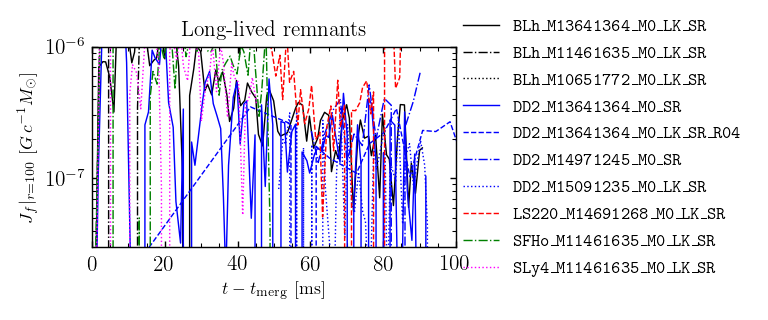 Long-lived remnants
J_f|_{r=100} [G c^{-1} M_⊙]
10^{-6}
10^{-7}
0 20 40 60 80 100
t − t_merg [ms]
BLh_M13641364_M0_LK_SR
BLh_M11461635_M0_LK_SR
BLh_M10651772_M0_LK_SR
DD2_M13641364_M0_SR
DD2_M13641364_M0_LK_SR_R04
DD2_M14971245_M0_SR
DD2_M15091235_M0_LK_SR
LS220_M14691268_M0_LK_SR
SFHo_M11461635_M0_LK_SR
SLy4_M11461635_M0_LK_SR